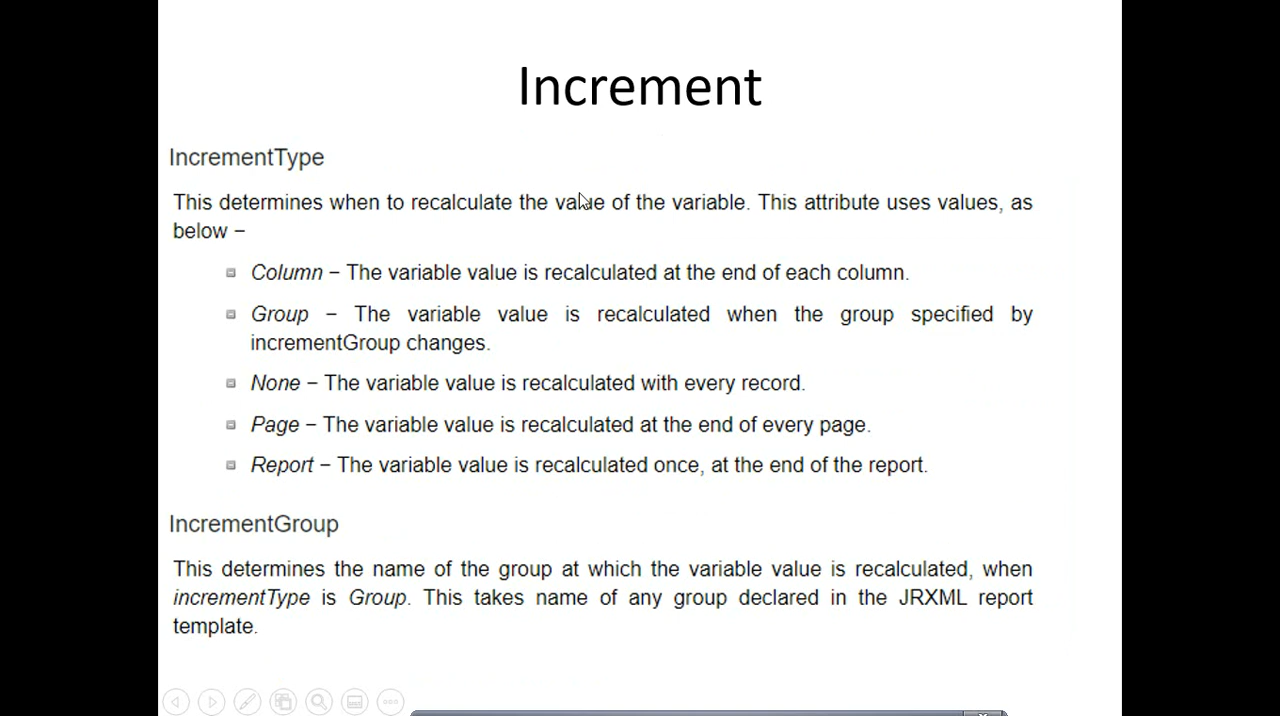 Increment
IncrementType
This determines when to recalculate the value of the variable. This attribute uses values, as
below −
Column − The variable value is recalculated at the end of each column.
Group − The variable value is recalculated when the group specified by
incrementGroup changes.
None − The variable value is recalculated with every record.
Page − The variable value is recalculated at the end of every page.
Report − The variable value is recalculated once, at the end of the report.
IncrementGroup
This determines the name of the group at which the variable value is recalculated, when
incrementType is Group. This takes name of any group declared in the JRXML report
template.